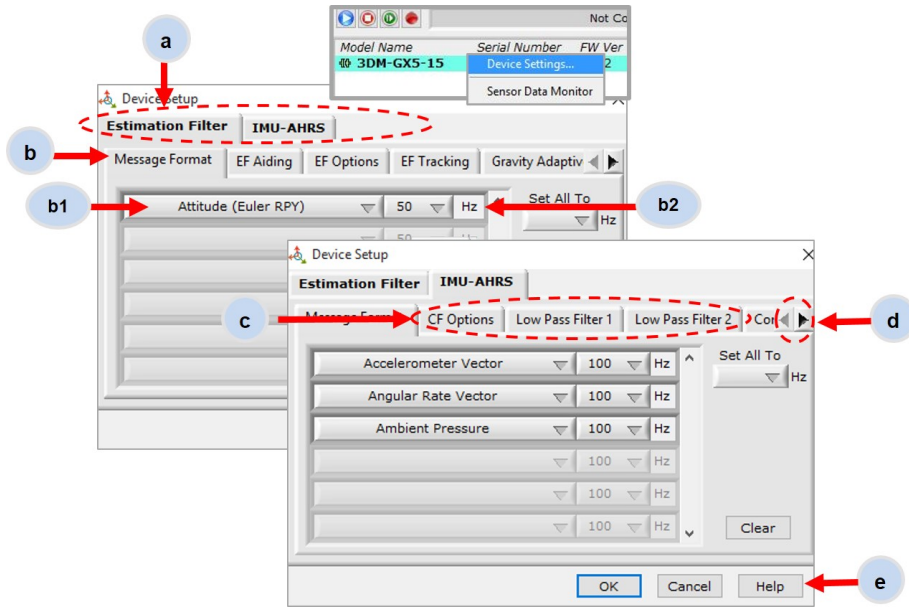 Not Co
Model Name Serial Number FW Ver
3DM-GX5-15 2
Device Settings...
Sensor Data Monitor
a
Device Setup
Estimation Filter IMU-AHRS
b
Message Format EF Aiding EF Options EF Tracking Gravity Adaptiv
b1
Attitude (Euler RPY) 50 Hz
Set All To
Hz
b2
50
Device Setup
Estimation Filter IMU-AHRS
c
Message Format CF Options Low Pass Filter 1 Low Pass Filter 2 Con
d
Accelerometer Vector 100 Hz
Set All To
Hz
Angular Rate Vector 100 Hz
Ambient Pressure 100 Hz
100 Hz
100 Hz
100 Hz
Clear
OK Cancel Help
e